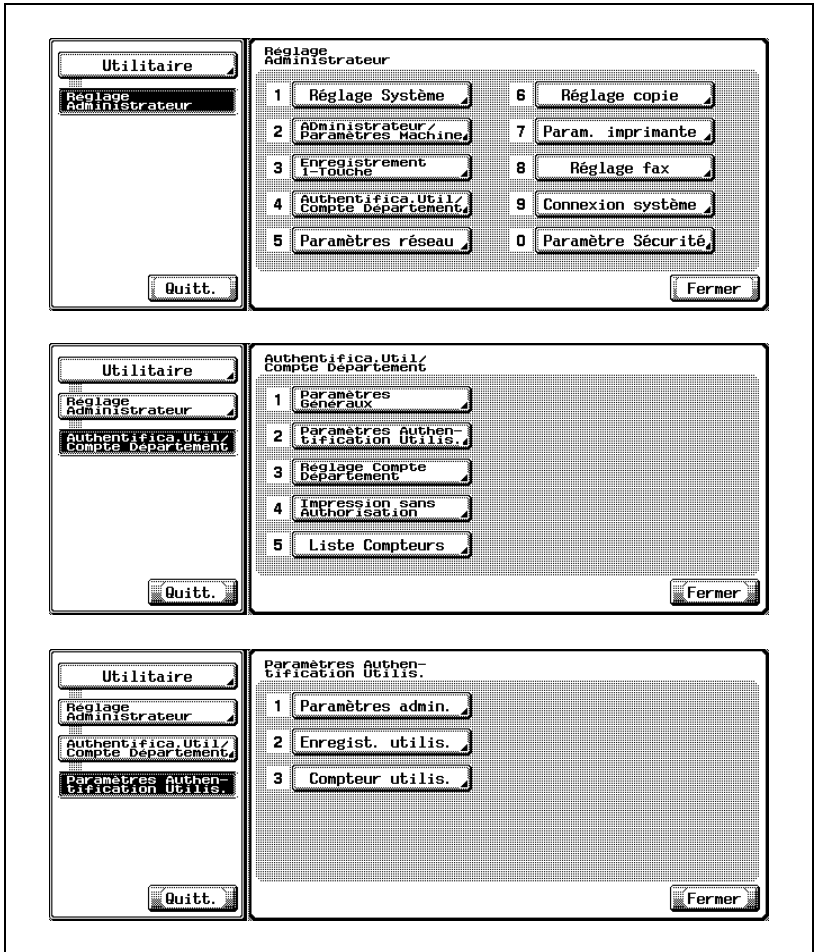 Utilitaire
Réglage
Administrateur
Quitt.
Réglage
Administrateur
1 Réglage Système
2 ADministrateur/
Paramètres Machine
3 Enregistrement
1-Touche
4 Authentifica.Util/
Compte Département
5 Paramètres réseau
6 Réglage copie
7 Param. imprimante
8 Réglage fax
9 Connexion système
0 Paramètre Sécurité
Fermer
Utilitaire
Réglage
Administrateur
Authentifica.Util/
Compte Département
Quitt.
Authentifica.Util/
Compte Département
1 Paramètres
Généraux
2 Paramètres Authen-
tification Utilis.
3 Réglage Compte
Département
4 Impression sans
Authorisation
5 Liste Compteurs
Fermer
Utilitaire
Réglage
Administrateur
Authentifica.Util/
Compte Département
Paramètres Authen-
tification Utilis.
Quitt.
Paramètres Authen-
tification Utilis.
1 Paramètres admin.
2 Enregist. utilis.
3 Compteur utilis.
Fermer